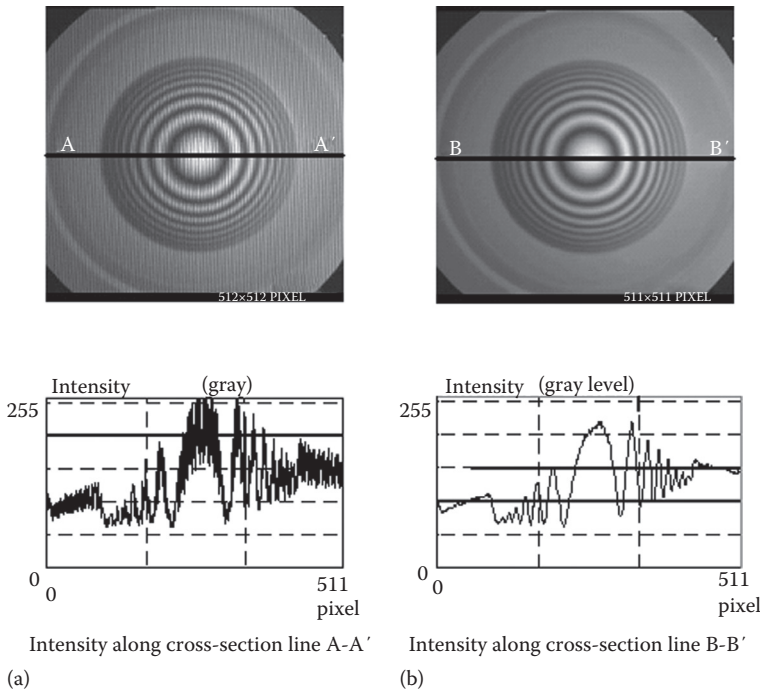 A A′
512×512 PIXEL
B B′
511×511 PIXEL
Intensity (gray)
255
0
0
511
pixel
Intensity along cross-section line A-A′
(a)
Intensity (gray level)
255
0
0
511
pixel
Intensity along cross-section line B-B′
(b)